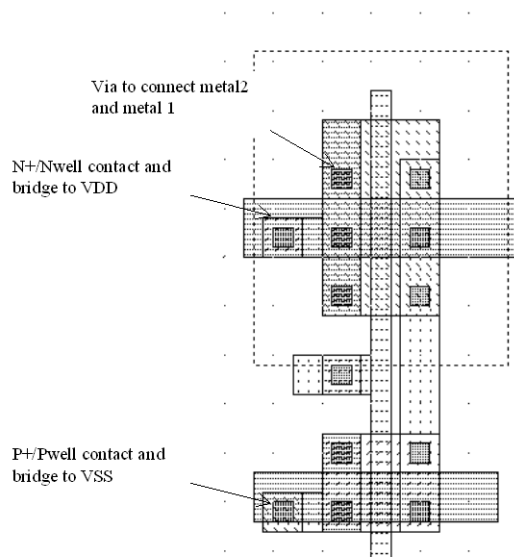 Via to connect metal2
and metal 1
N+/Nwell contact and
bridge to VDD
P+/Pwell contact and
bridge to VSS